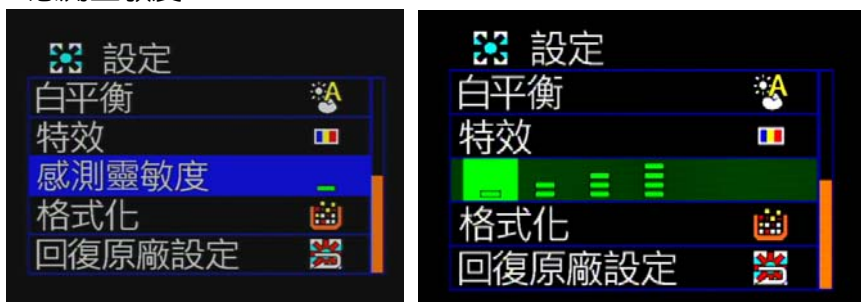 設定
白平衡
特效
感測靈敏度
格式化
回復原廠設定
設定
白平衡
特效
格式化
回復原廠設定